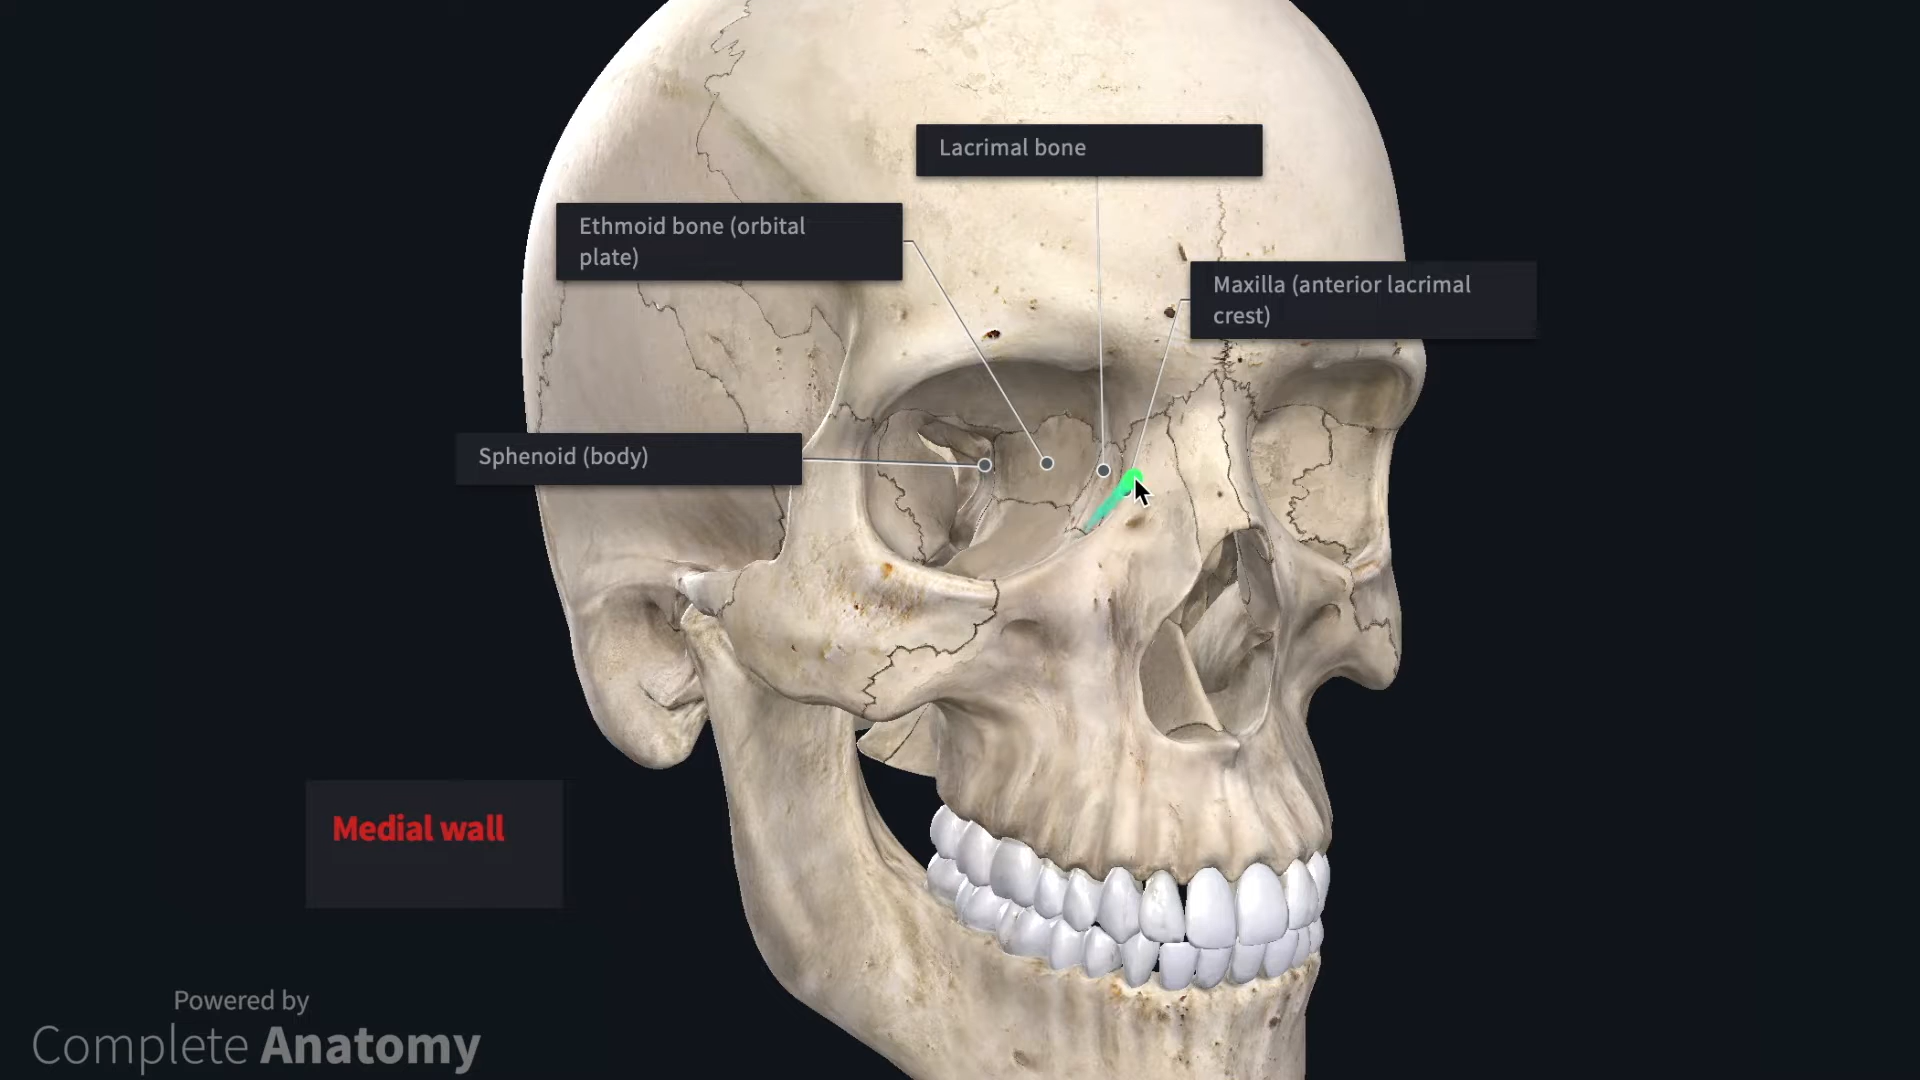 Lacrimal bone
Ethmoid bone (orbital
plate)
Maxilla (anterior lacrimal
crest)
Sphenoid (body)
Medial wall
Powered by
Complete Anatomy